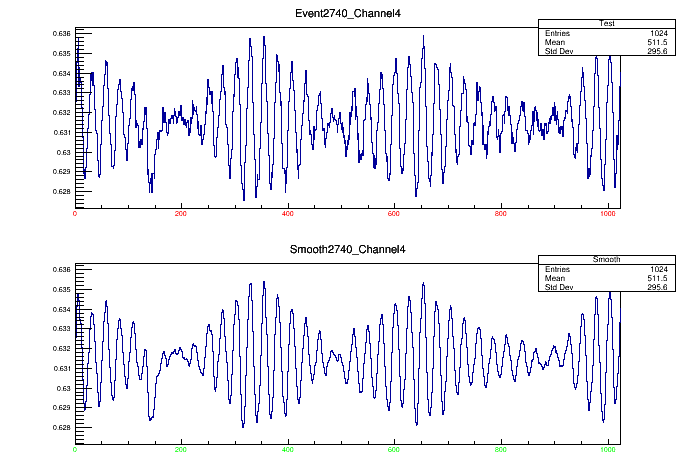 Event2740_Channel4
Test
Entries 1024
Mean 511.5
Std Dev 295.6
0.636
0.635
0.634
0.633
0.632
0.631
0.63
0.629
0.628
0 200 400 600 800 1000
Smooth2740_Channel4
Smooth
Entries 1024
Mean 511.5
Std Dev 295.6
0.636
0.635
0.634
0.633
0.632
0.631
0.63
0.629
0.628
0 200 400 600 800 1000